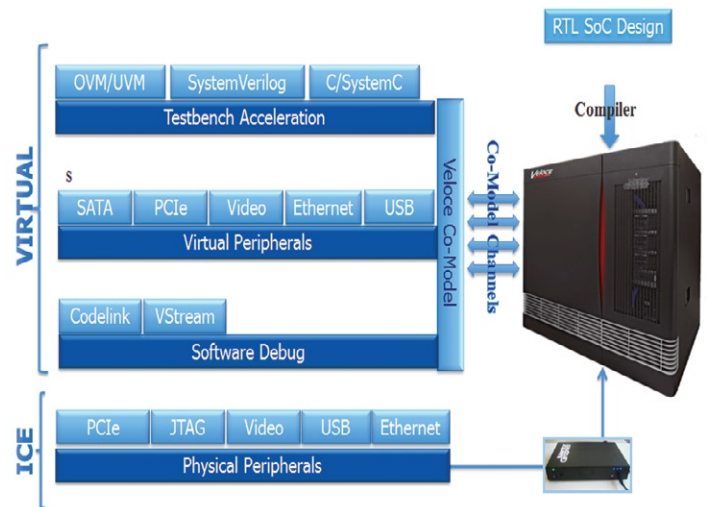 RTL SoC Design
Compiler
VIRTUAL
OVM/UVM
SystemVerilog
C/SystemC
Testbench Acceleration
s
SATA
PCIe
Video
Ethernet
USB
Virtual Peripherals
Codelink
VStream
Software Debug
Veloce Co-Model
Co-Model Channels
VELOCE
ICE
PCIe
JTAG
Video
USB
Ethernet
Physical Peripherals